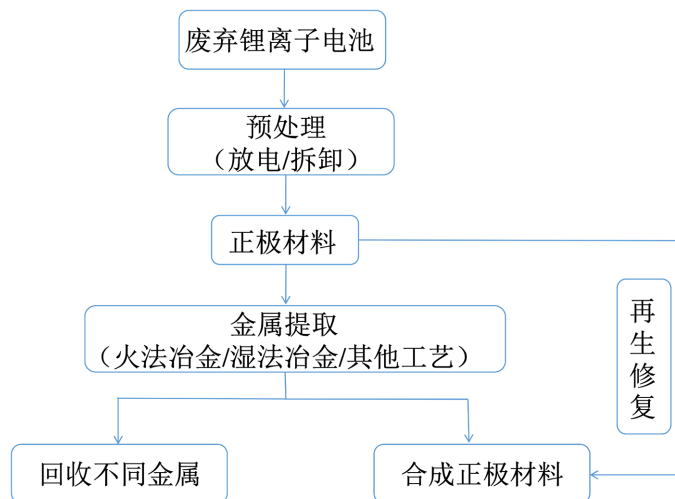 废弃锂离子电池
预处理
（放电/拆卸）
正极材料
金属提取
（火法冶金/湿法冶金/其他工艺）
再
生
修
复
回收不同金属
合成正极材料